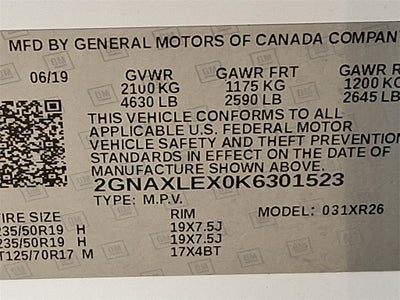 MFD BY GENERAL MOTORS OF CANADA COMPAN
06/19 GVWR GAWR FRT GAWR R
2100 KG 1175 KG 1200 KG
4630 LB 2590 LB 2645 LB
THIS VEHICLE CONFORMS TO ALL
APPLICABLE U.S. FEDERAL MOTOR
VEHICLE SAFETY AND THEFT PREVENTION
STANDARDS IN EFFECT ON THE DATE OF
MANUFACTURE SHOWN ABOVE.
2GNAXLEX0K6301523
TYPE: M.P.V. MODEL: 031XR26
TIRE SIZE RIM
235/50R19 H 19X7.5J
235/50R19 H 19X7.5J
T125/70R17 M 17X4BT